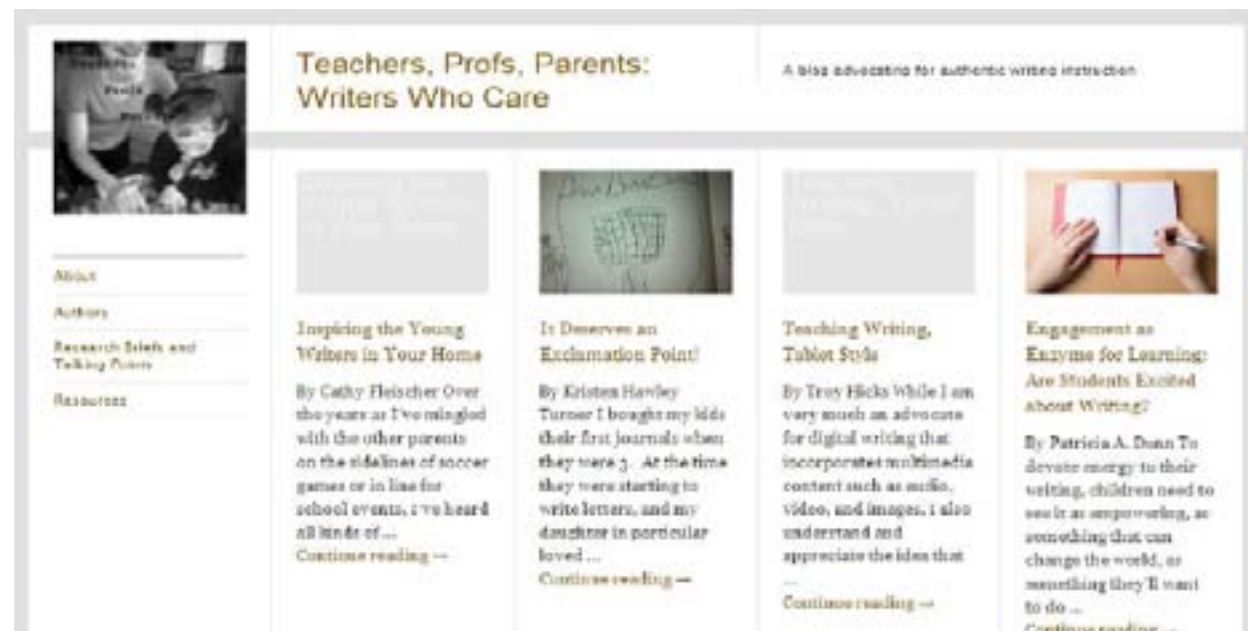 Teachers, Profs, Parents:
Writers Who Care
A blog advocating for authentic writing instruction
About
Authors
Research Briefs and
Talking Points
Resources
Inspiring the Young
Writers in Your Home
By Cathy Fleischer Over
the years as I've mingled
with the other parents
on the sidelines of soccer
games or in line for
school events, I've heard
all kinds of ...
Continue reading →
It Deserves an
Exclamation Point!
By Kristen Hawley
Turner I bought my kids
their first journals when
they were 3. At the time
they were starting to
write letters, and my
daughter in particular
loved ...
Continue reading →
Teaching Writing,
Tablet Style
By Troy Hicks While I am
very much an advocate
for digital writing that
incorporates multimedia
content such as audio,
video, and images, I also
understand and
appreciate the idea that
...
Continue reading →
Engagement as
Enzyme for Learning:
Are Students Excited
about Writing?
By Patricia A. Dunn To
devote energy to their
writing, children need to
see it as empowering, as
something that can
change the world, or
something they'll want
to do ...
Continue reading →